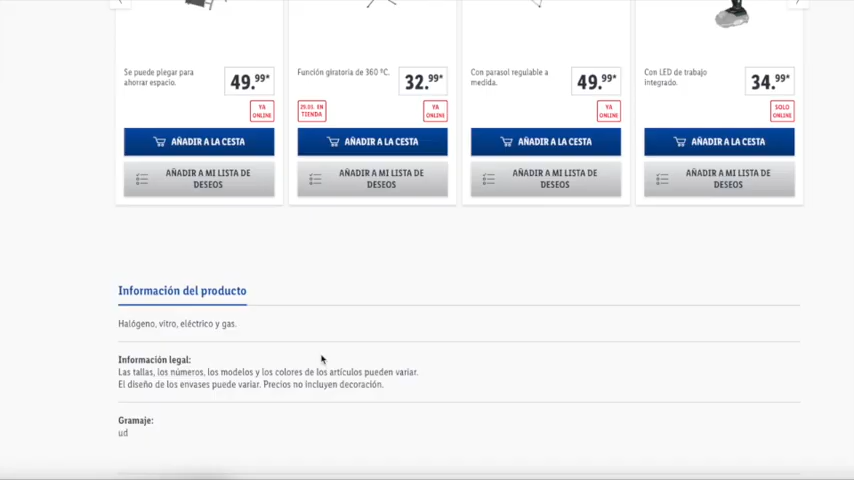 Se puede plegar para
ahorrar espacio.
49.99*
YA
ONLINE
AÑADIR A LA CESTA
AÑADIR A MI LISTA DE
DESEOS
Función giratoria de 360 ºC.
32.99*
29.03. EN
TIENDA
YA
ONLINE
AÑADIR A LA CESTA
AÑADIR A MI LISTA DE
DESEOS
Con parasol regulable a
medida.
49.99*
YA
ONLINE
AÑADIR A LA CESTA
AÑADIR A MI LISTA DE
DESEOS
Con LED de trabajo
integrado.
34.99*
SOLO
ONLINE
AÑADIR A LA CESTA
AÑADIR A MI LISTA DE
DESEOS
Información del producto
Halógeno, vitro, eléctrico y gas.
Información legal:
Las tallas, los números, los modelos y los colores de los artículos pueden variar.
El diseño de los envases puede variar. Precios no incluyen decoración.
Gramaje:
ud